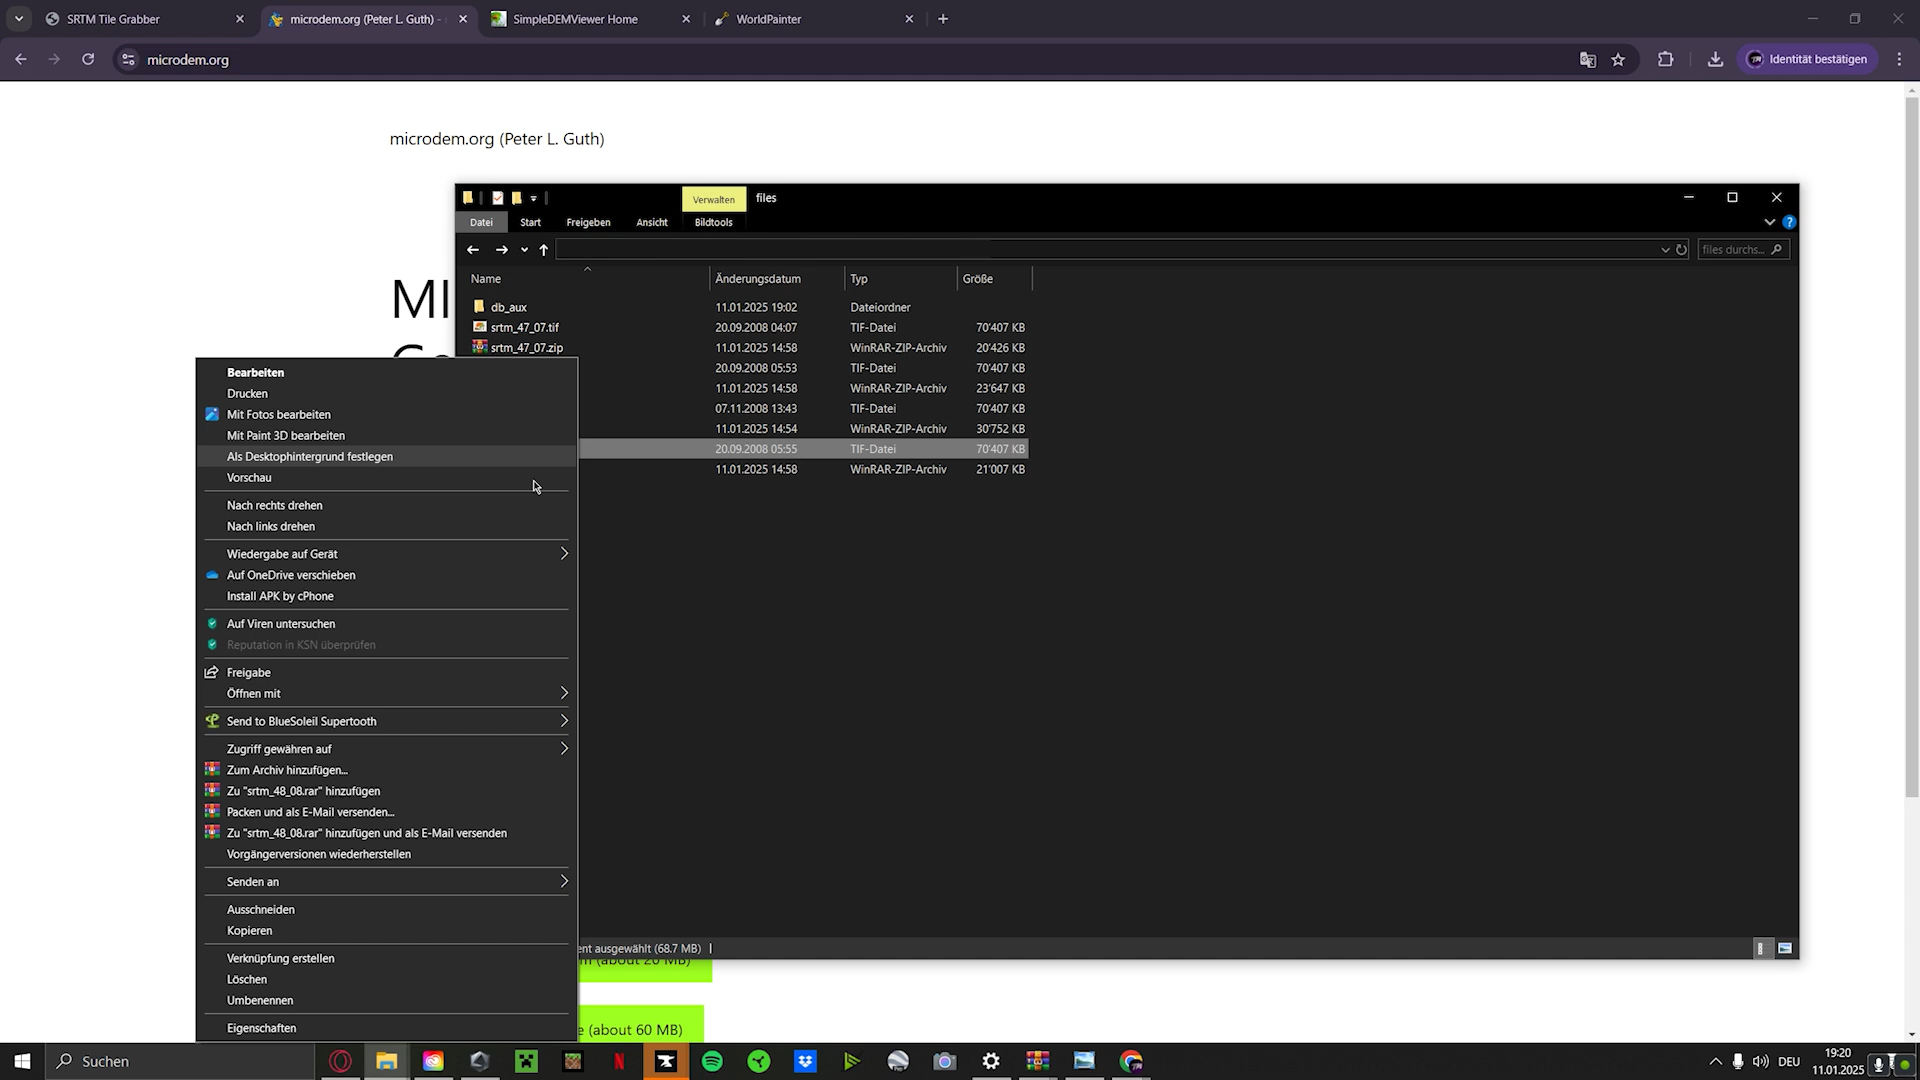 SRTM Tile Grabber
microdem.org (Peter L. Guth) -
SimpleDEMViewer Home
WorldPainter
microdem.org
Identität bestätigen
microdem.org (Peter L. Guth)
MI
Verwalten
files
Datei
Start
Freigeben
Ansicht
Bildtools
files durchs...
Name
Änderungsdatum
Typ
Größe
db_aux
11.01.2025 19:02
Dateiordner
srtm_47_07.tif
20.09.2008 04:07
TIF-Datei
70'407 KB
srtm_47_07.zip
11.01.2025 14:58
WinRAR-ZIP-Archiv
20'426 KB
20.09.2008 05:53
TIF-Datei
70'407 KB
11.01.2025 14:58
WinRAR-ZIP-Archiv
23'647 KB
07.11.2008 13:43
TIF-Datei
70'407 KB
11.01.2025 14:54
WinRAR-ZIP-Archiv
30'752 KB
20.09.2008 05:55
TIF-Datei
70'407 KB
11.01.2025 14:58
WinRAR-ZIP-Archiv
21'007 KB
Bearbeiten
Drucken
Mit Fotos bearbeiten
Mit Paint 3D bearbeiten
Als Desktophintergrund festlegen
Vorschau
Nach rechts drehen
Nach links drehen
Wiedergabe auf Gerät
Auf OneDrive verschieben
Install APK by cPhone
Auf Viren untersuchen
Reputation in KSN überprüfen
Freigabe
Öffnen mit
Send to BlueSoleil Supertooth
Zugriff gewähren auf
Zum Archiv hinzufügen...
Zu "srtm_48_08.rar" hinzufügen
Packen und als E-Mail versenden...
Zu "srtm_48_08.rar" hinzufügen und als E-Mail versenden
Vorgängerversionen wiederherstellen
Senden an
Ausschneiden
Kopieren
Verknüpfung erstellen
Löschen
Umbenennen
Eigenschaften
ent ausgewählt (68.7 MB)
(about 20 MB)
e (about 60 MB)
Suchen
DEU
19:20
11.01.2025